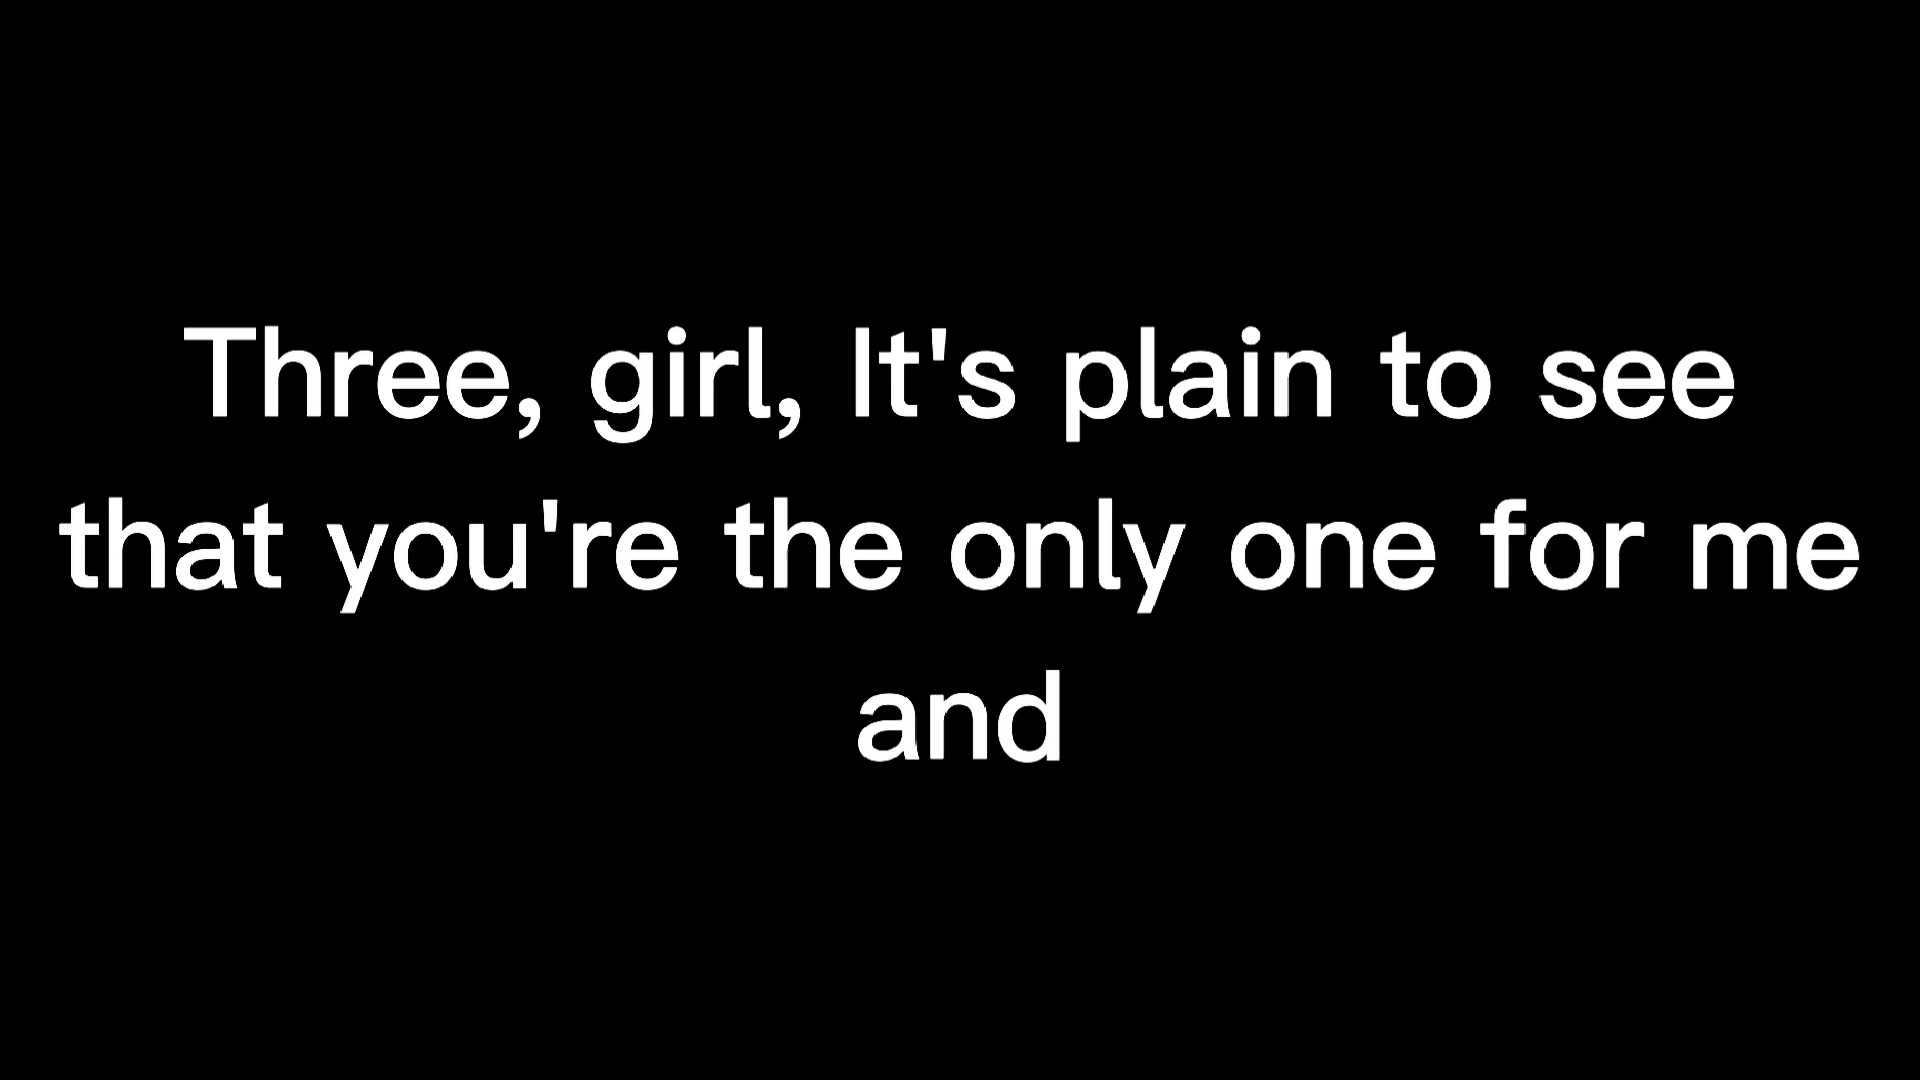 Three, girl, It's plain to see
that you're the only one for me
and